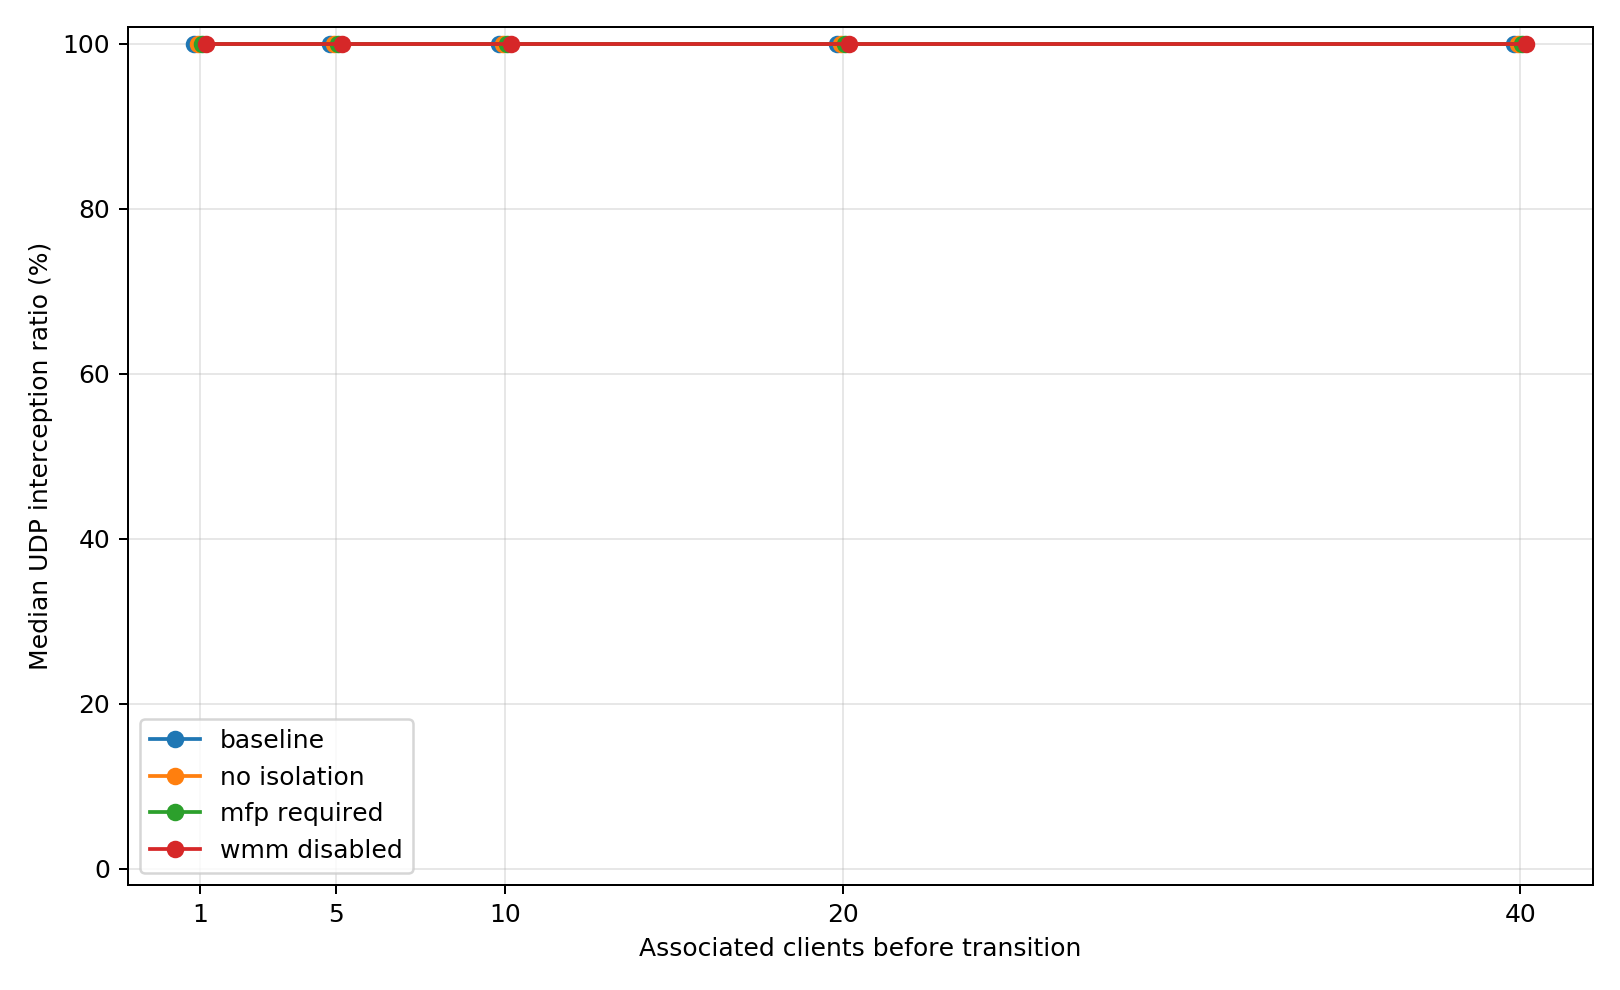 Median UDP interception ratio (%)
100
80
60
40
20
0
baseline
no isolation
mfp required
wmm disabled
1 5 10 20 40
Associated clients before transition